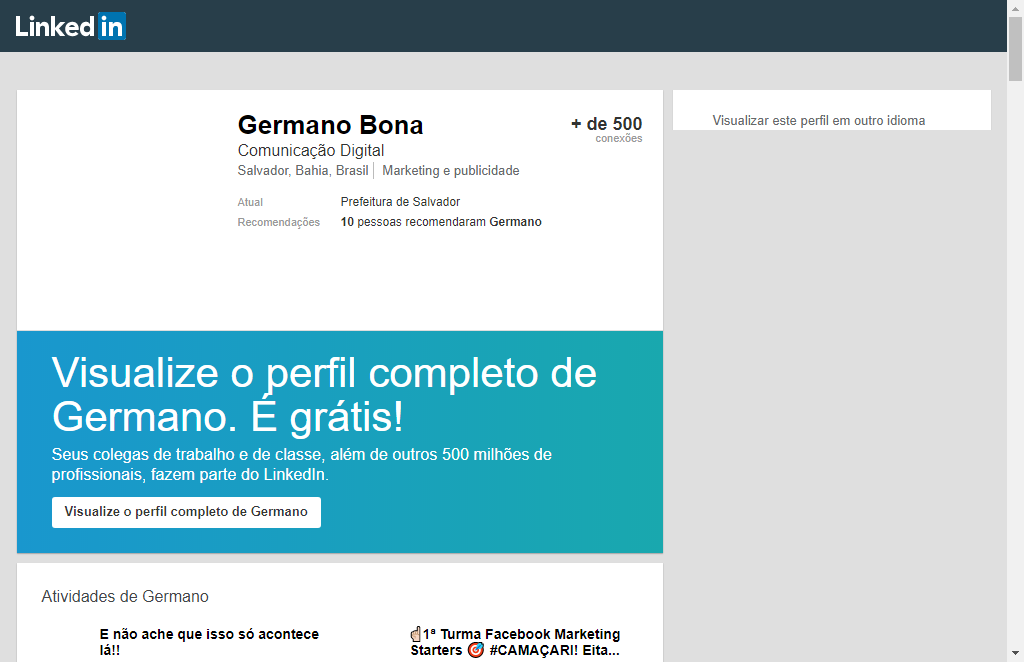 Linked in
Germano Bona
+ de 500
conexões
Comunicação Digital
Salvador, Bahia, Brasil Marketing e publicidade
Atual Prefeitura de Salvador
Recomendações 10 pessoas recomendaram Germano
Visualizar este perfil em outro idioma
Visualize o perfil completo de
Germano. É grátis!
Seus colegas de trabalho e de classe, além de outros 500 milhões de
profissionais, fazem parte do LinkedIn.
Visualize o perfil completo de Germano
Atividades de Germano
E não ache que isso só acontece
lá!!
☝🏻1ª Turma Facebook Marketing
Starters 🎯 #CAMAÇARI! Eita...